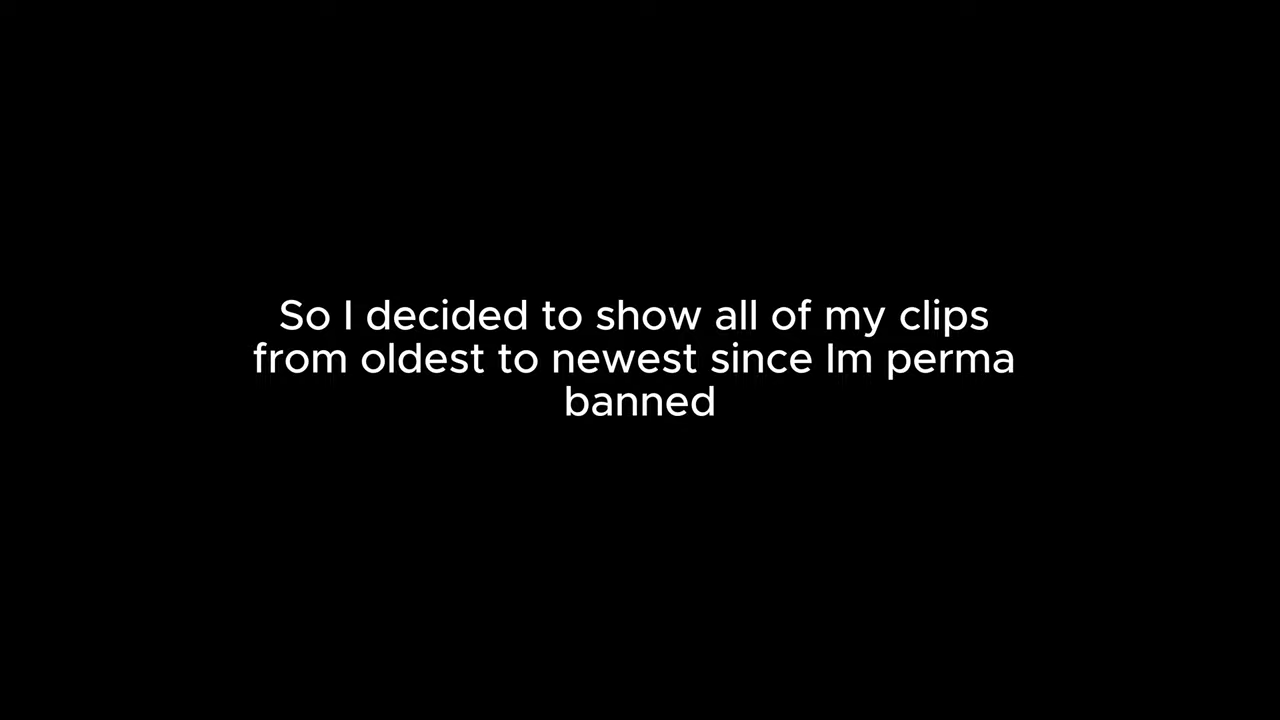 So I decided to show all of my clips
from oldest to newest since Im perma
banned